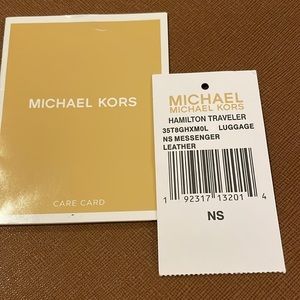 MICHAEL KORS
CARE CARD
MICHAEL
MICHAEL KORS
HAMILTON TRAVELER
35T8GHXM0L LUGGAGE
NS MESSENGER
LEATHER
1 92317 13201 4
NS